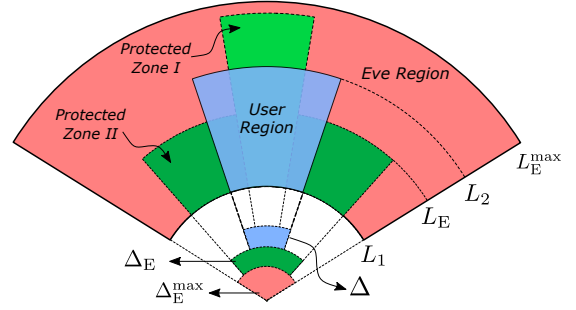 Protected
Zone I
Eve Region
Protected
Zone II
User
Region
L_E^max
L_2
L_E
L_1
Δ_E
Δ
Δ_E^max